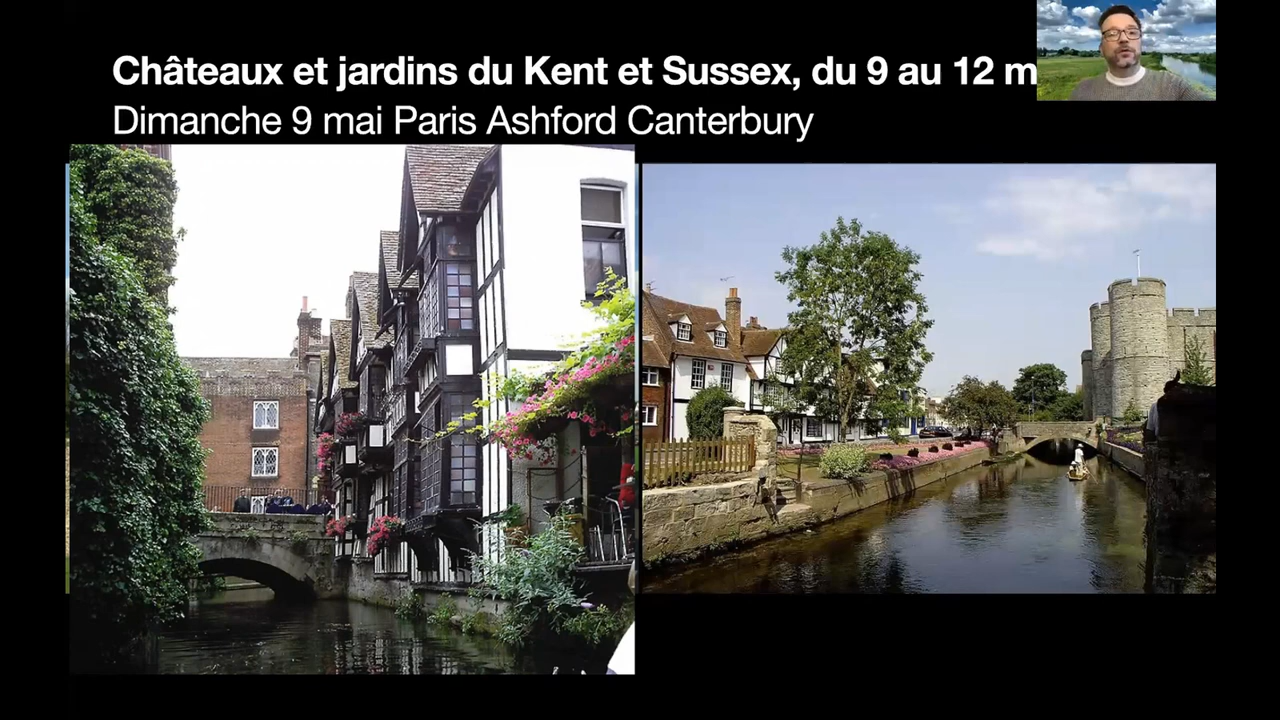 Châteaux et jardins du Kent et Sussex, du 9 au 12 m
Dimanche 9 mai Paris Ashford Canterbury